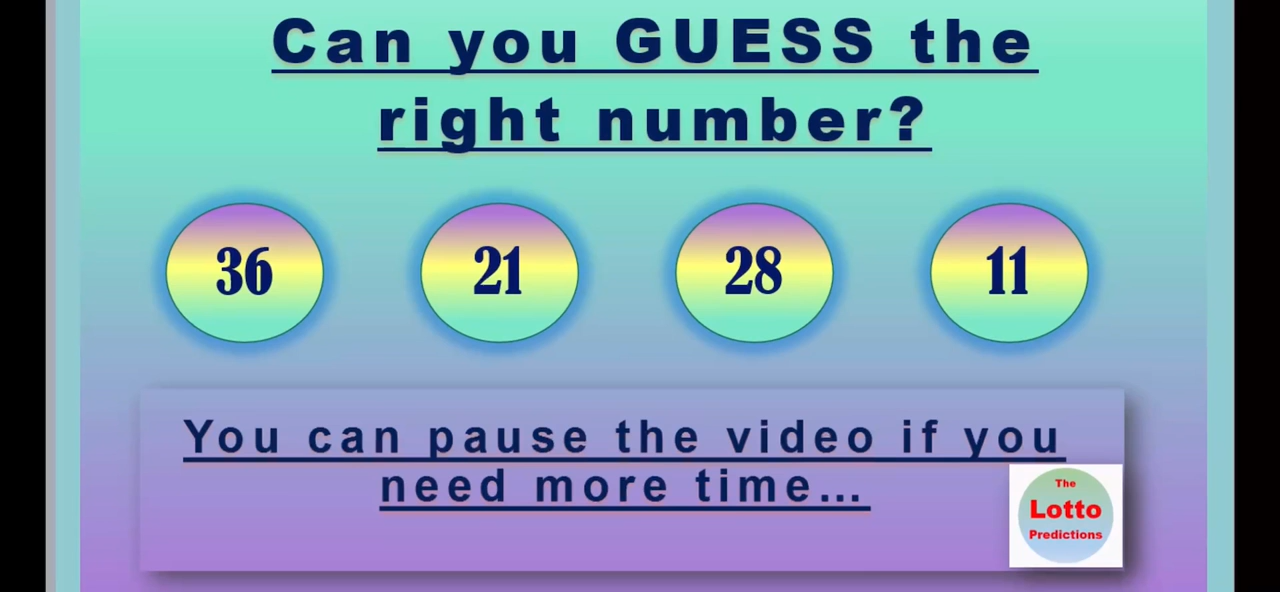 Can you GUESS the
right number?
36 21 28 11
You can pause the video if you
need more time...
The
Lotto
Predictions